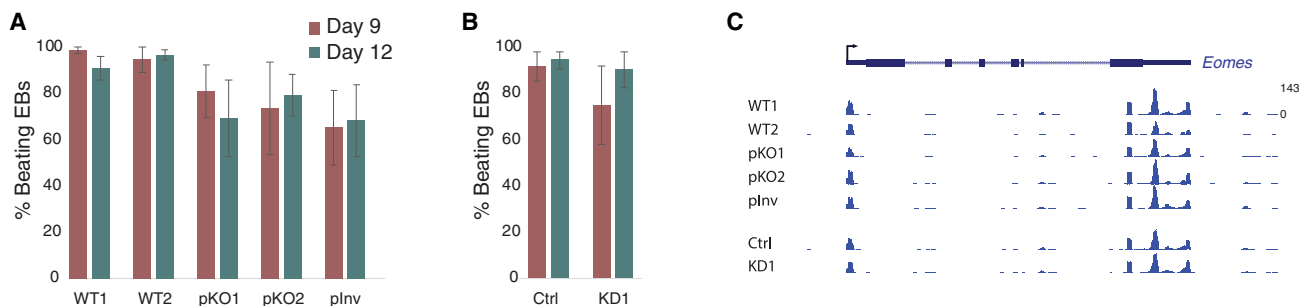 A
% Beating EBs
100
80
60
40
20
0
Day 9
Day 12
WT1 WT2 pKO1 pKO2 pInv
B
% Beating EBs
100
80
60
40
20
0
Ctrl KD1
C
Eomes
143
0
WT1
WT2
pKO1
pKO2
pInv
Ctrl
KD1